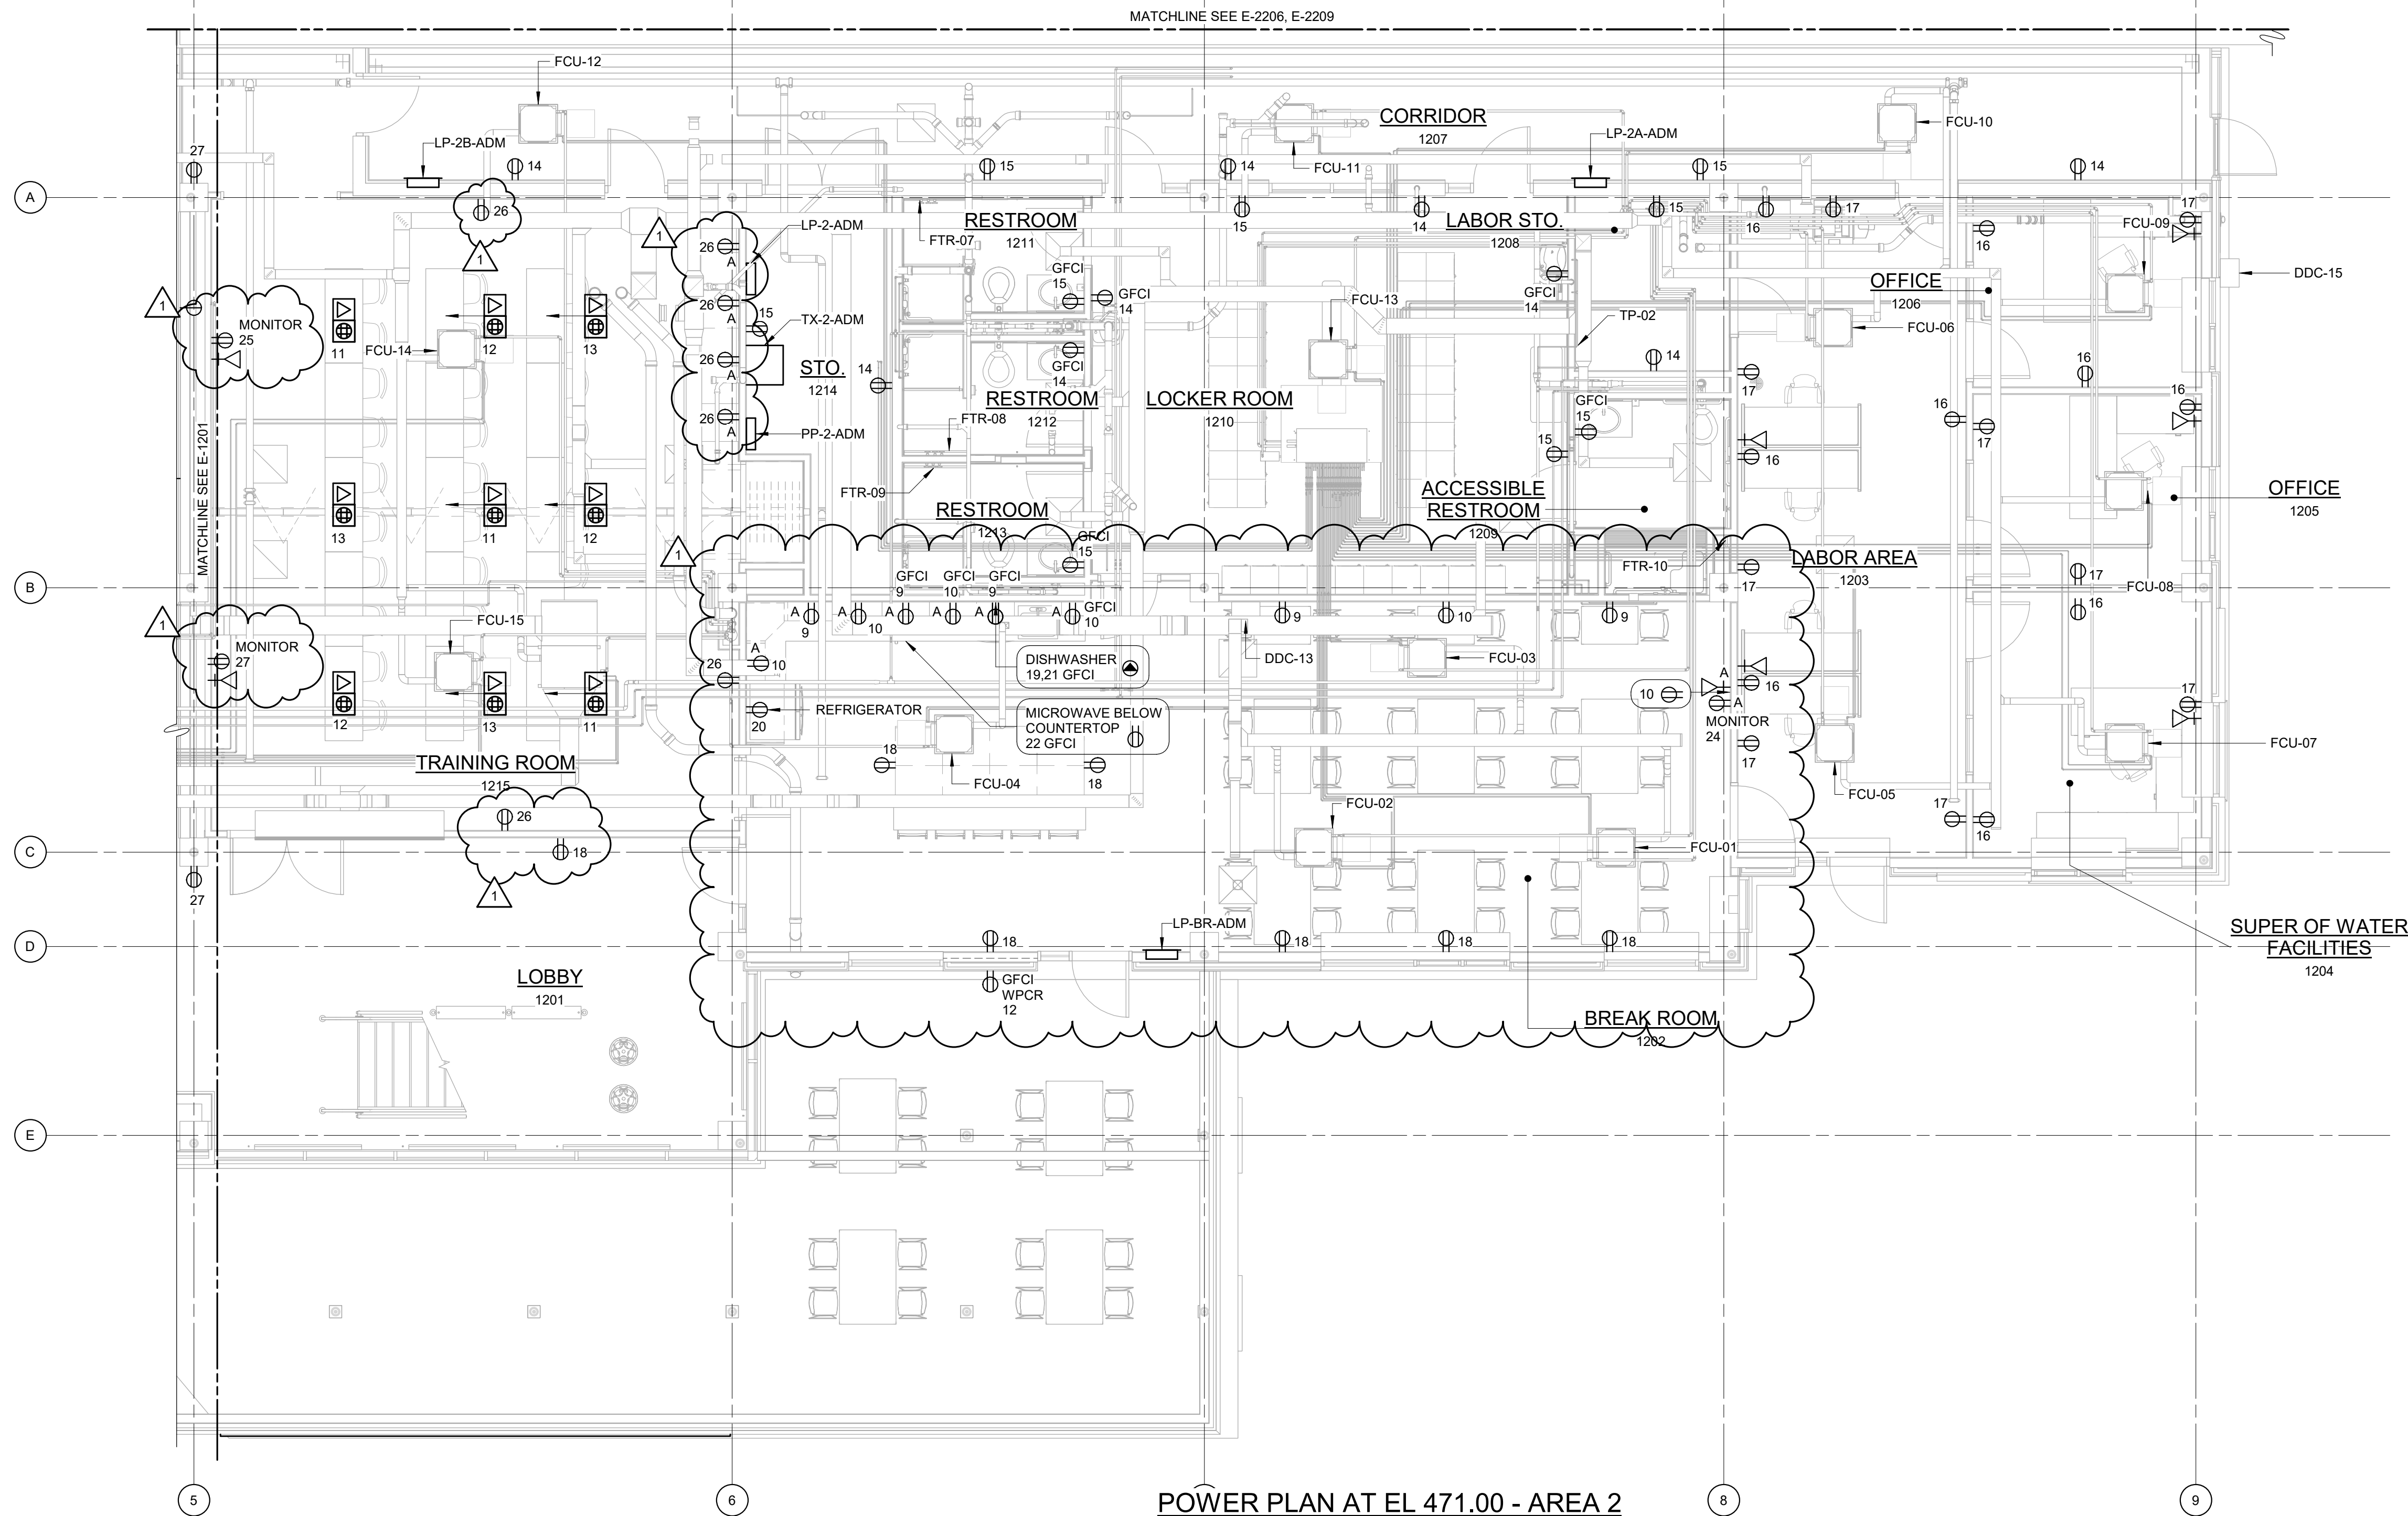 MATCHLINE SEE E-2206, E-2209
FCU-12
LP-2B-ADM
CORRIDOR
1207
LP-2A-ADM
FCU-10
FCU-11
27
14
15
14
15
14
A
26
1
1
26
A
LP-2-ADM
FTR-07
RESTROOM
1211
15
14
LABOR STO.
1208
15
16
17
16
17
FCU-09
DDC-15
1
MONITOR
25
11
FCU-14
12
13
26
A
15
TX-2-ADM
26
A
STO.
1214
14
GFCI
15
GFCI
14
GFCI
14
FCU-13
GFCI
14
TP-02
14
OFFICE
1206
FCU-06
17
16
RESTROOM
1212
LOCKER ROOM
1210
26
A
PP-2-ADM
FTR-08
FTR-09
GFCI
15
15
16
16
17
16
MATCHLINE SEE E-1201
13
11
12
RESTROOM
1213
ACCESSIBLE
RESTROOM
1209
OFFICE
1205
1
GFCI
15
FTR-10
LABOR AREA
1203
B
GFCI
9
GFCI
10
GFCI
9
17
17
16
FCU-08
A
9
A
10
A
A
A
A
GFCI
10
9
10
9
1
MONITOR
27
FCU-15
26
A
10
DISHWASHER
19,21 GFCI
DDC-13
FCU-03
10
A
A
16
17
12
13
11
20
REFRIGERATOR
MICROWAVE BELOW
COUNTERTOP
22 GFCI
MONITOR
24
17
FCU-07
TRAINING ROOM
1215
18
FCU-04
18
FCU-02
FCU-05
17
16
26
18
C
1
27
FCU-01
D
18
LP-BR-ADM
18
18
18
SUPER OF WATER
FACILITIES
1204
LOBBY
1201
GFCI
WPCR
12
BREAK ROOM
1202
E
5
6
8
9
POWER PLAN AT EL 471.00 - AREA 2